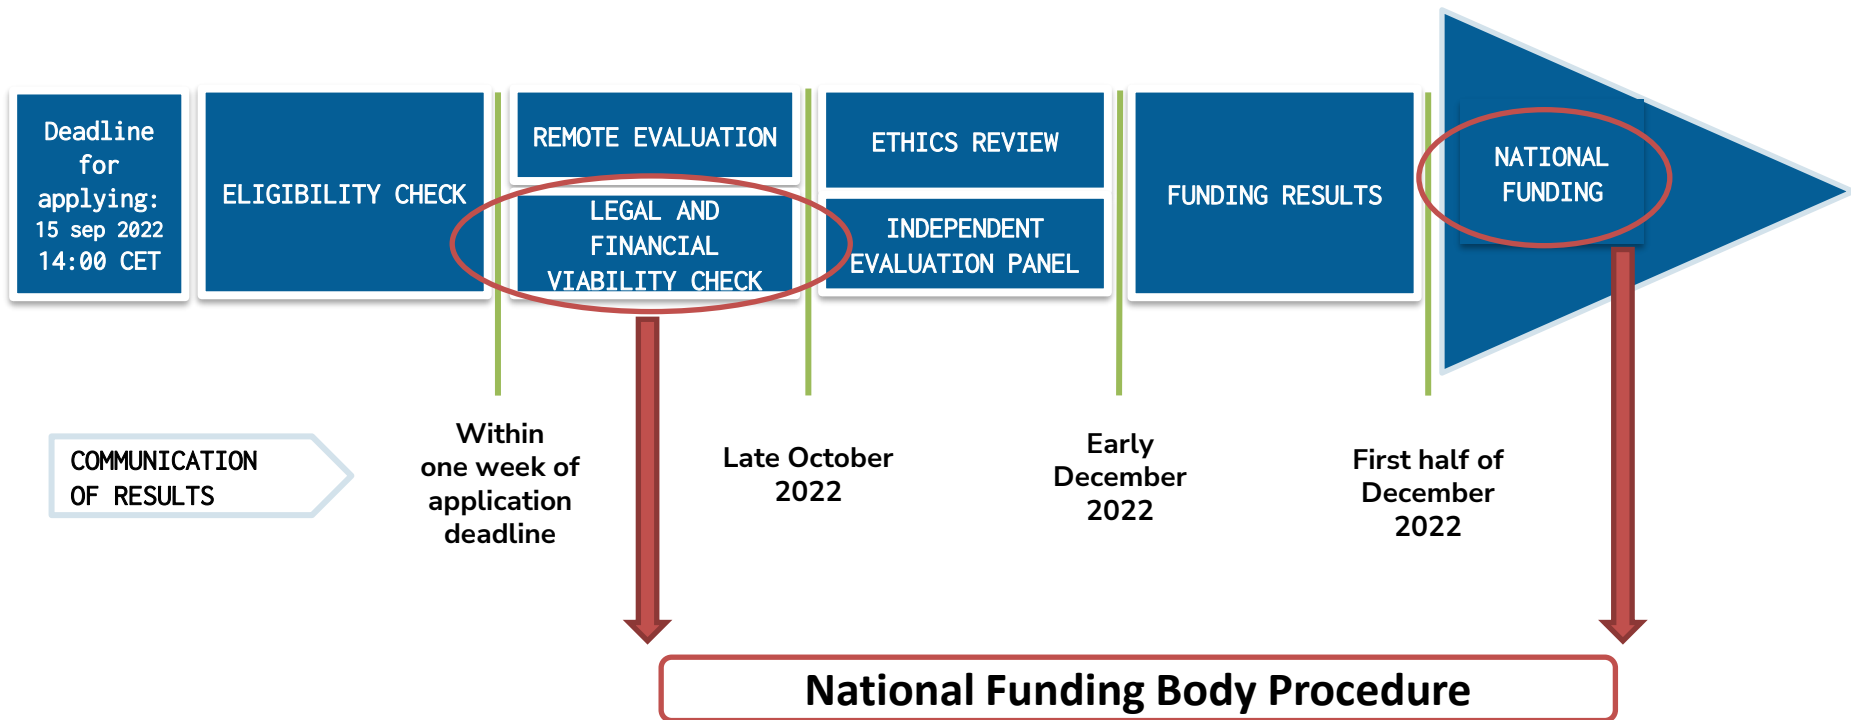 Deadline
for
applying:
15 sep 2022
14:00 CET
ELIGIBILITY CHECK
REMOTE EVALUATION
LEGAL AND
FINANCIAL
VIABILITY CHECK
ETHICS REVIEW
INDEPENDENT
EVALUATION PANEL
FUNDING RESULTS
NATIONAL
FUNDING
COMMUNICATION
OF RESULTS
Within
one week of
application
deadline
Late October
2022
Early
December
2022
First half of
December
2022
National Funding Body Procedure